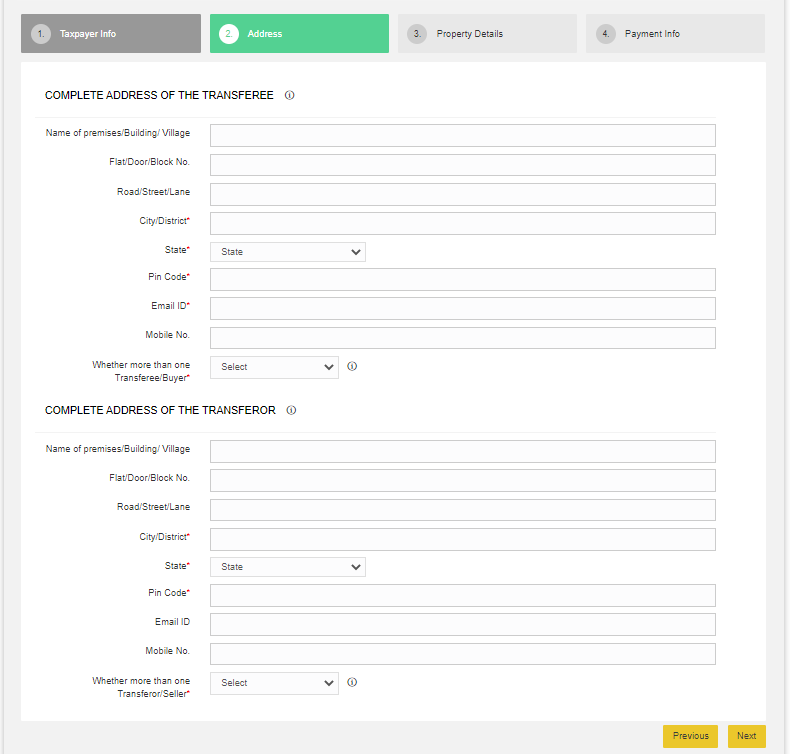 1. Taxpayer Info 2. Address 3. Property Details 4. Payment Info
COMPLETE ADDRESS OF THE TRANSFEREE
Name of premises/Building/ Village
Flat/Door/Block No.
Road/Street/Lane
City/District*
State* State
Pin Code*
Email ID*
Mobile No.
Whether more than one
Transferee/Buyer* Select
COMPLETE ADDRESS OF THE TRANSFEROR
Name of premises/Building/ Village
Flat/Door/Block No.
Road/Street/Lane
City/District*
State* State
Pin Code*
Email ID
Mobile No.
Whether more than one
Transferor/Seller* Select
Previous Next